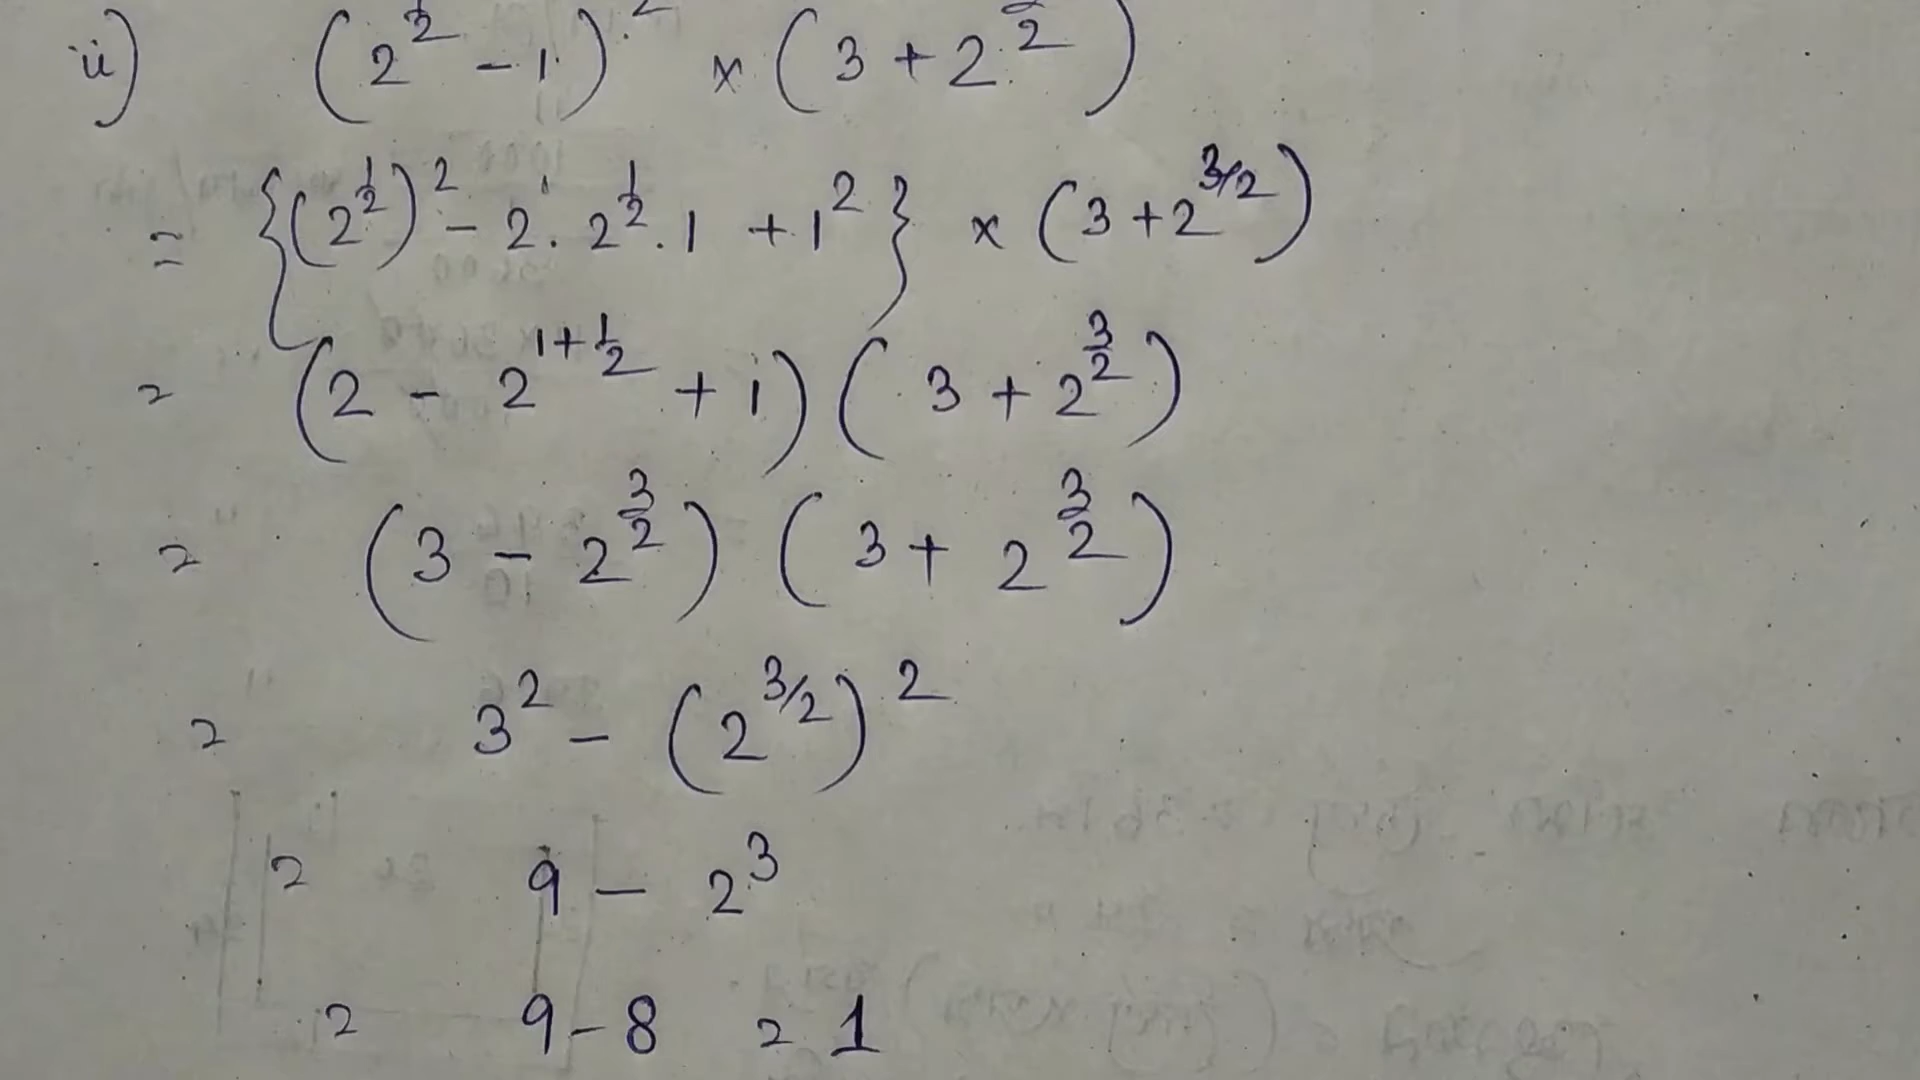 ii) (2^{1/2} - 1)^2 × (3 + 2^{3/2})
= {(2^{1/2})^2 - 2 · 2^{1/2} · 1 + 1^2} × (3 + 2^{3/2})
= (2 - 2^{1 + 1/2} + 1) (3 + 2^{3/2})
= (3 - 2^{3/2}) (3 + 2^{3/2})
= 3^2 - (2^{3/2})^2
= 9 - 2^3
= 9 - 8 = 1